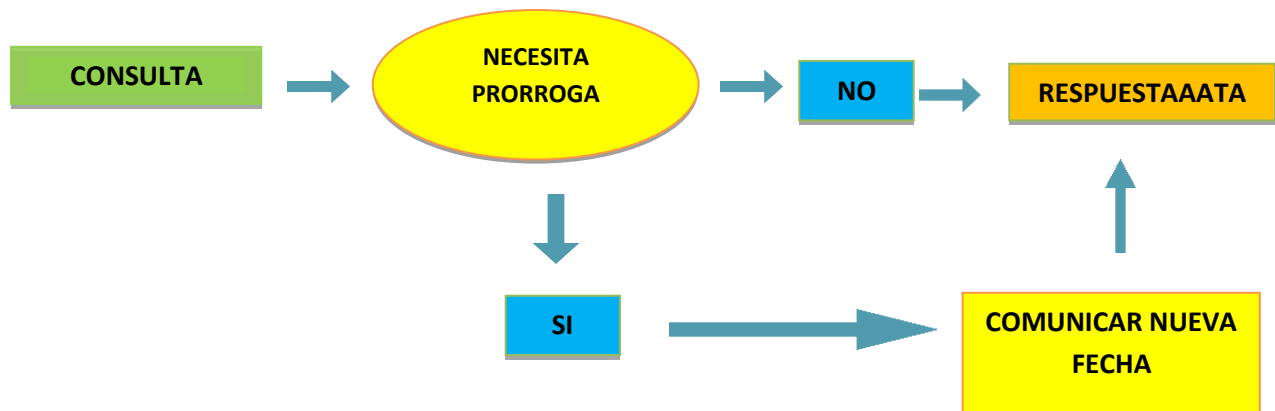 CONSULTA
NECESITA
PRORROGA
NO
RESPUESTAAATA
SI
COMUNICAR NUEVA
FECHA